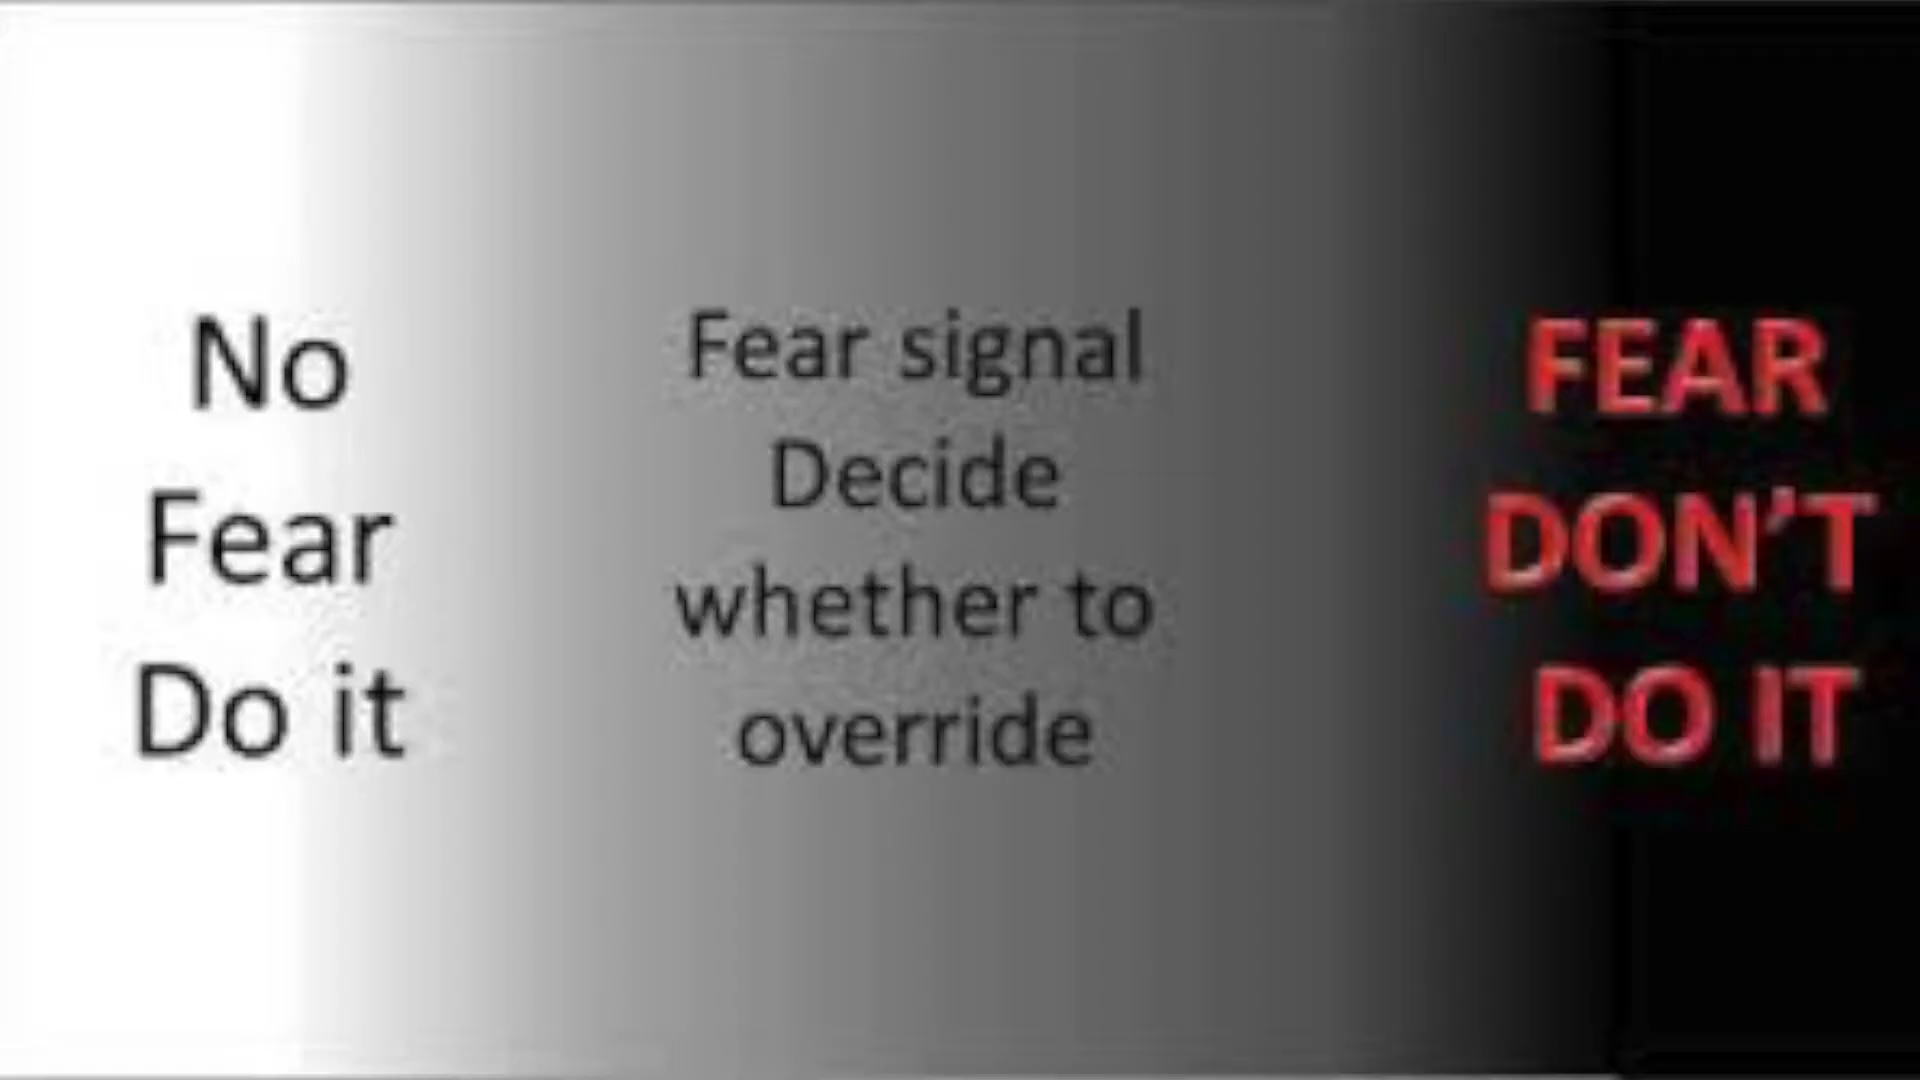 No
Fear
Do it
Fear signal
Decide
whether to
override
FEAR
DON'T
DO IT